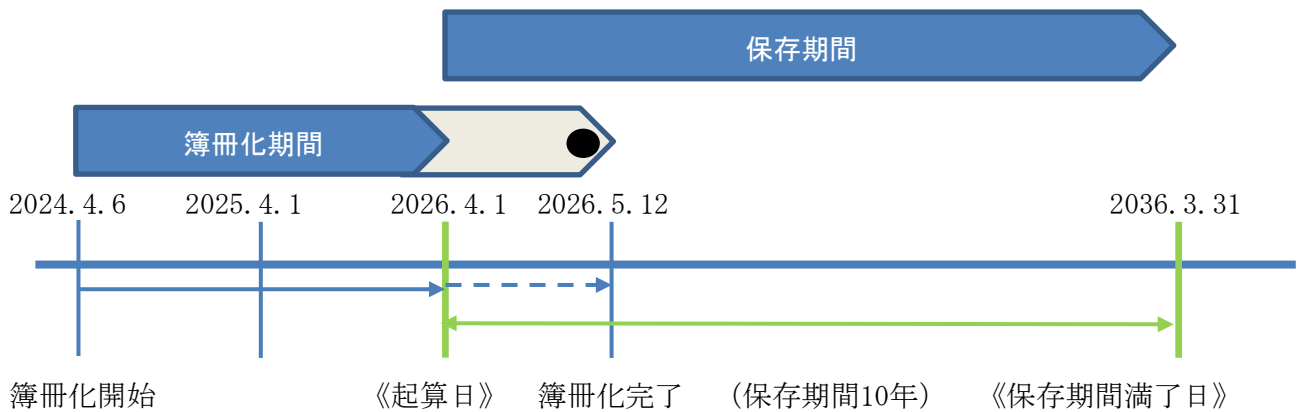 保存期間
簿冊化期間
2024.4.6 2025.4.1 2026.4.1 2026.5.12 2036.3.31
簿冊化開始 《起算日》 簿冊化完了 (保存期間10年) 《保存期間満了日》